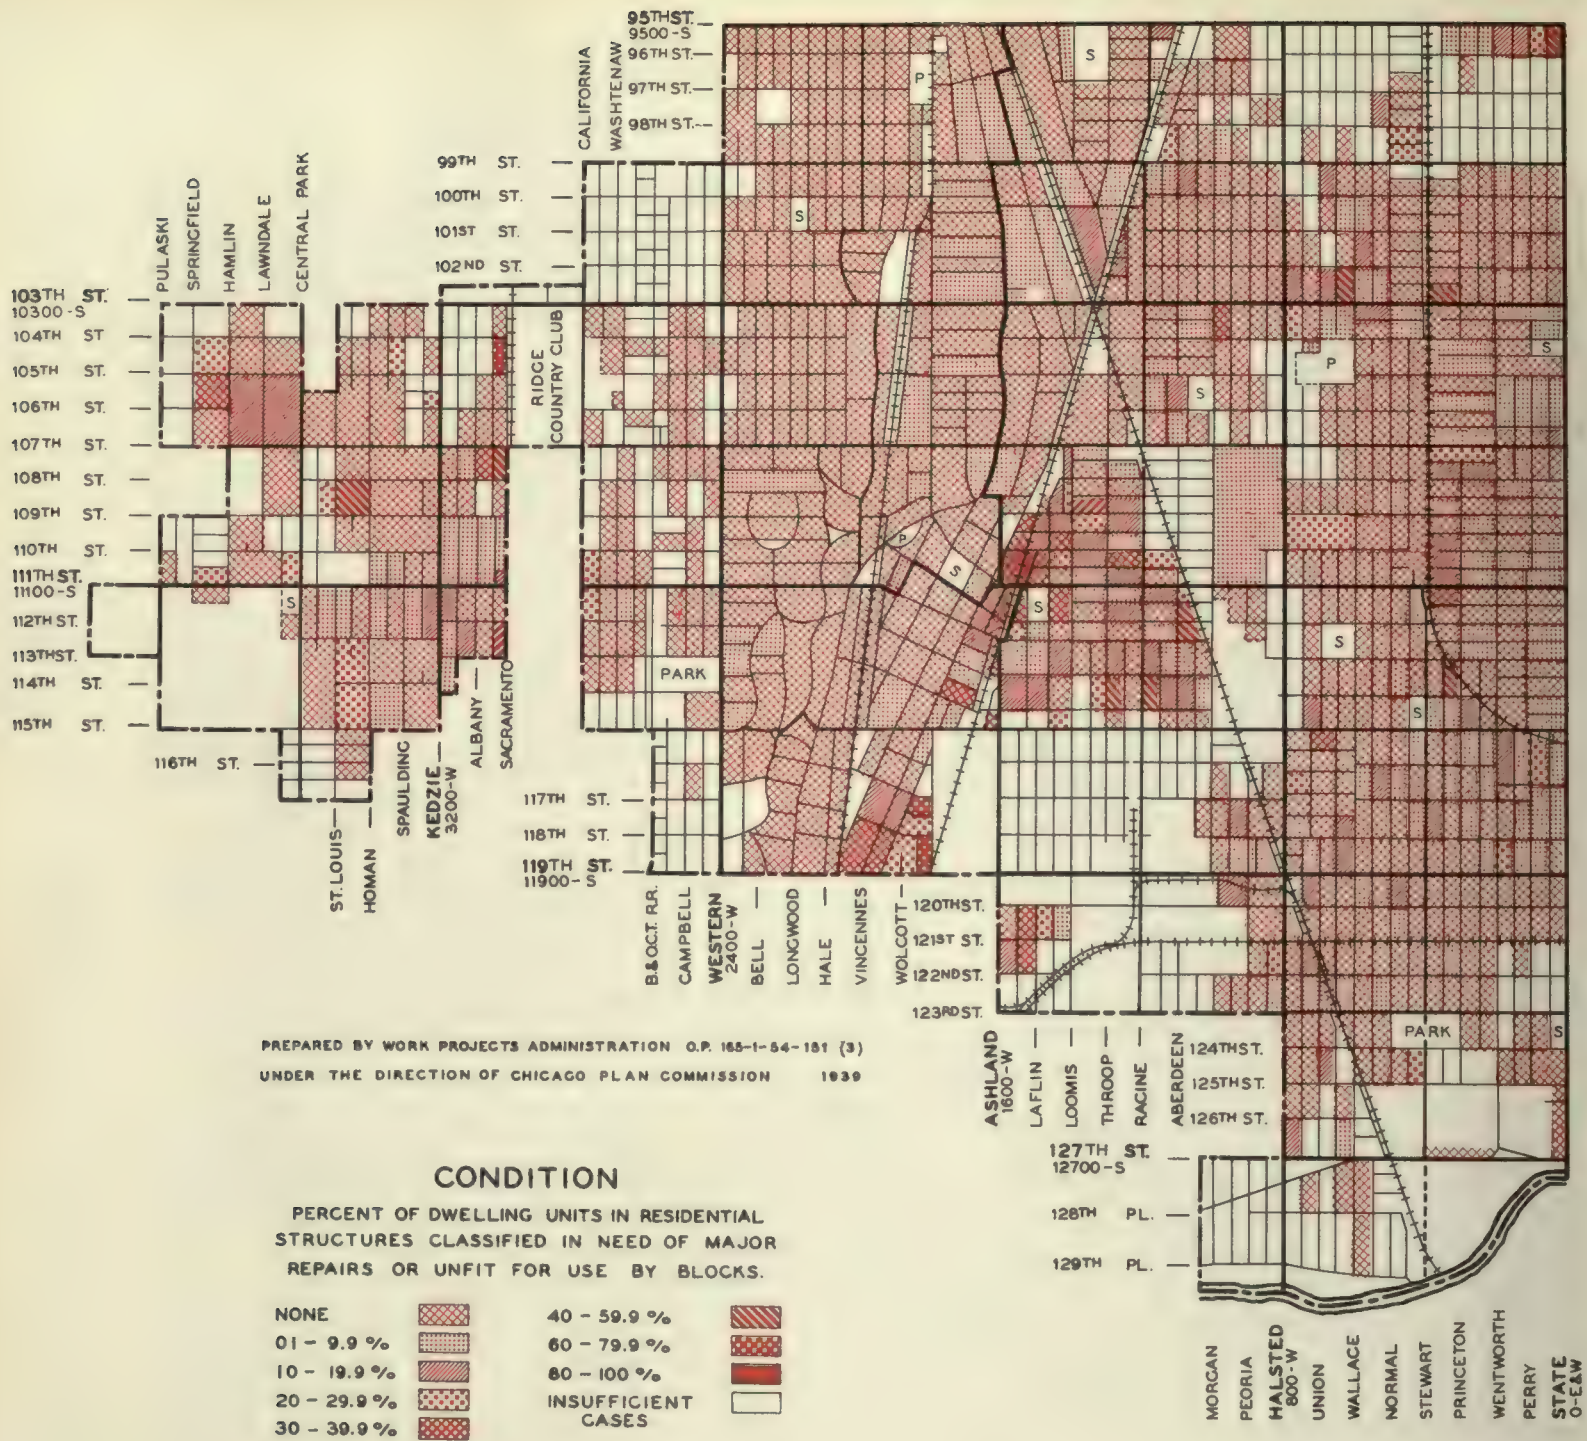 95TH ST.
9500-S
96TH ST.
97TH ST.
98TH ST.
CALIFORNIA
WASHTENAW
99TH ST.
100TH ST.
101ST ST.
102ND ST.
PULASKI
SPRINGFIELD
HAMLIN
LAWNDALE
CENTRAL PARK
103TH ST.
10300-S
104TH ST
105TH ST.
106TH ST.
107TH ST.
108TH ST.
109TH ST.
110TH ST.
111TH ST.
11100-S
112TH ST.
113TH ST.
114TH ST.
115TH ST.
116TH ST.
RIDGE
COUNTRY CLUB
S
P
S
P
S
S
P
S
S
S
S
S
PARK
S
ST. LOUIS
HOMAN
SPAULDING
KEDZIE
3200-W
ALBANY
SACRAMENTO
117TH ST.
118TH ST.
119TH ST.
11900-S
B.&O.C.T. R.R.
CAMPBELL
WESTERN
2400-W
BELL
LONGWOOD
HALE
VINCENNES
WOLCOTT
120TH ST.
121ST ST.
122ND ST.
123RD ST.
PARK
S
ASHLAND
1600-W
LAFLIN
LOOMIS
THROOP
RACINE
ABERDEEN
124TH ST.
125TH ST.
126TH ST.
127TH ST.
12700-S
128TH PL.
129TH PL.
MORGAN
PEORIA
HALSTED
800-W
UNION
WALLACE
NORMAL
STEWART
PRINCETON
WENTWORTH
PERRY
STATE
0-E&W
PREPARED BY WORK PROJECTS ADMINISTRATION O.P. 165-1-54-151 (3)
UNDER THE DIRECTION OF CHICAGO PLAN COMMISSION 1939
CONDITION
PERCENT OF DWELLING UNITS IN RESIDENTIAL
STRUCTURES CLASSIFIED IN NEED OF MAJOR
REPAIRS OR UNFIT FOR USE BY BLOCKS.
NONE
01 - 9.9 %
10 - 19.9 %
20 - 29.9 %
30 - 39.9 %
40 - 59.9 %
60 - 79.9 %
80 - 100 %
INSUFFICIENT
CASES